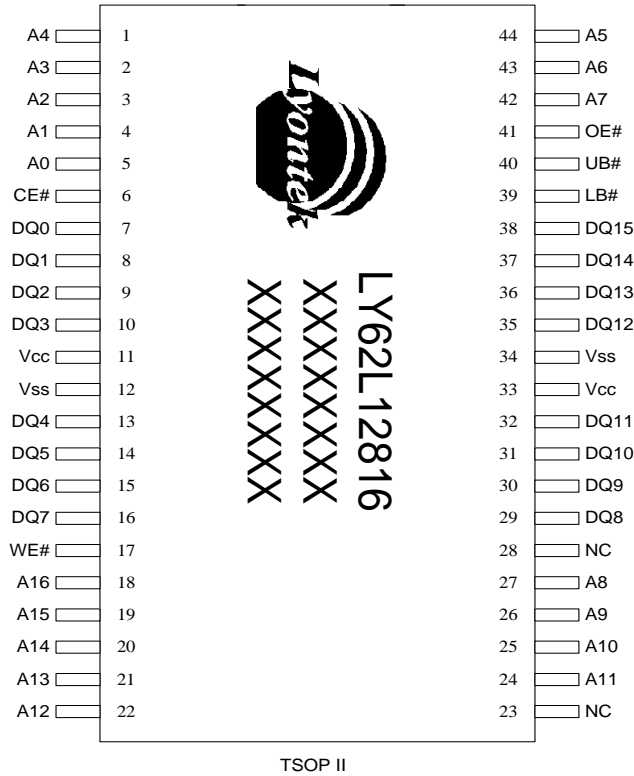 A4 1 44 A5
A3 2 43 A6
A2 3 42 A7
A1 4 41 OE#
A0 5 40 UB#
CE# 6 39 LB#
DQ0 7 38 DQ15
DQ1 8 37 DQ14
DQ2 9 36 DQ13
DQ3 10 35 DQ12
Vcc 11 34 Vss
Vss 12 33 Vcc
DQ4 13 32 DQ11
DQ5 14 31 DQ10
DQ6 15 30 DQ9
DQ7 16 29 DQ8
WE# 17 28 NC
A16 18 27 A8
A15 19 26 A9
A14 20 25 A10
A13 21 24 A11
A12 22 23 NC
Lyontek
LY62L12816
XXXXXXXX
XXXXXXXX
TSOP II